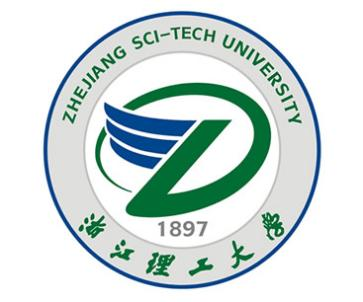 ZHEJIANG SCI-TECH UNIVERSITY
1897
浙江理工大学